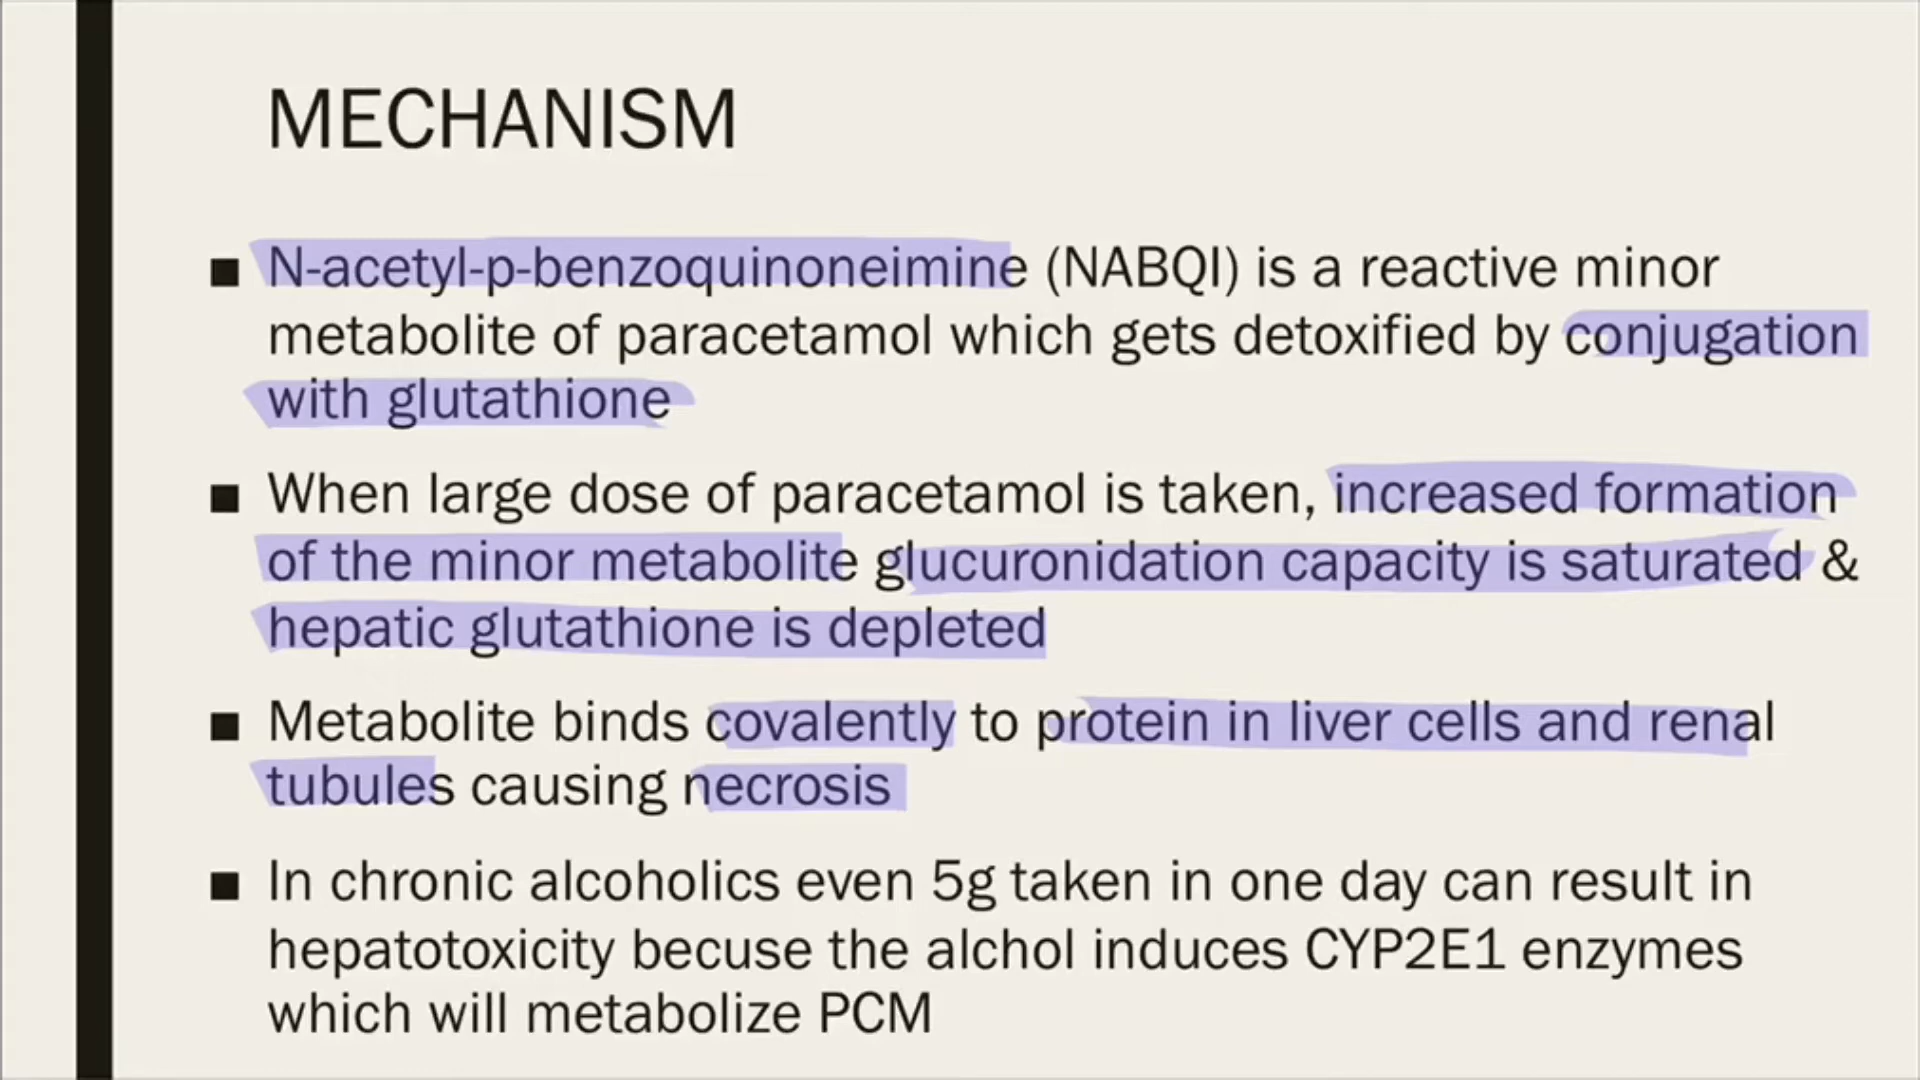 MECHANISM
■ N-acetyl-p-benzoquinoneimine (NABQI) is a reactive minor
metabolite of paracetamol which gets detoxified by conjugation
with glutathione
■ When large dose of paracetamol is taken, increased formation
of the minor metabolite glucuronidation capacity is saturated &
hepatic glutathione is depleted
■ Metabolite binds covalently to protein in liver cells and renal
tubules causing necrosis
■ In chronic alcoholics even 5g taken in one day can result in
hepatotoxicity becuse the alchol induces CYP2E1 enzymes
which will metabolize PCM